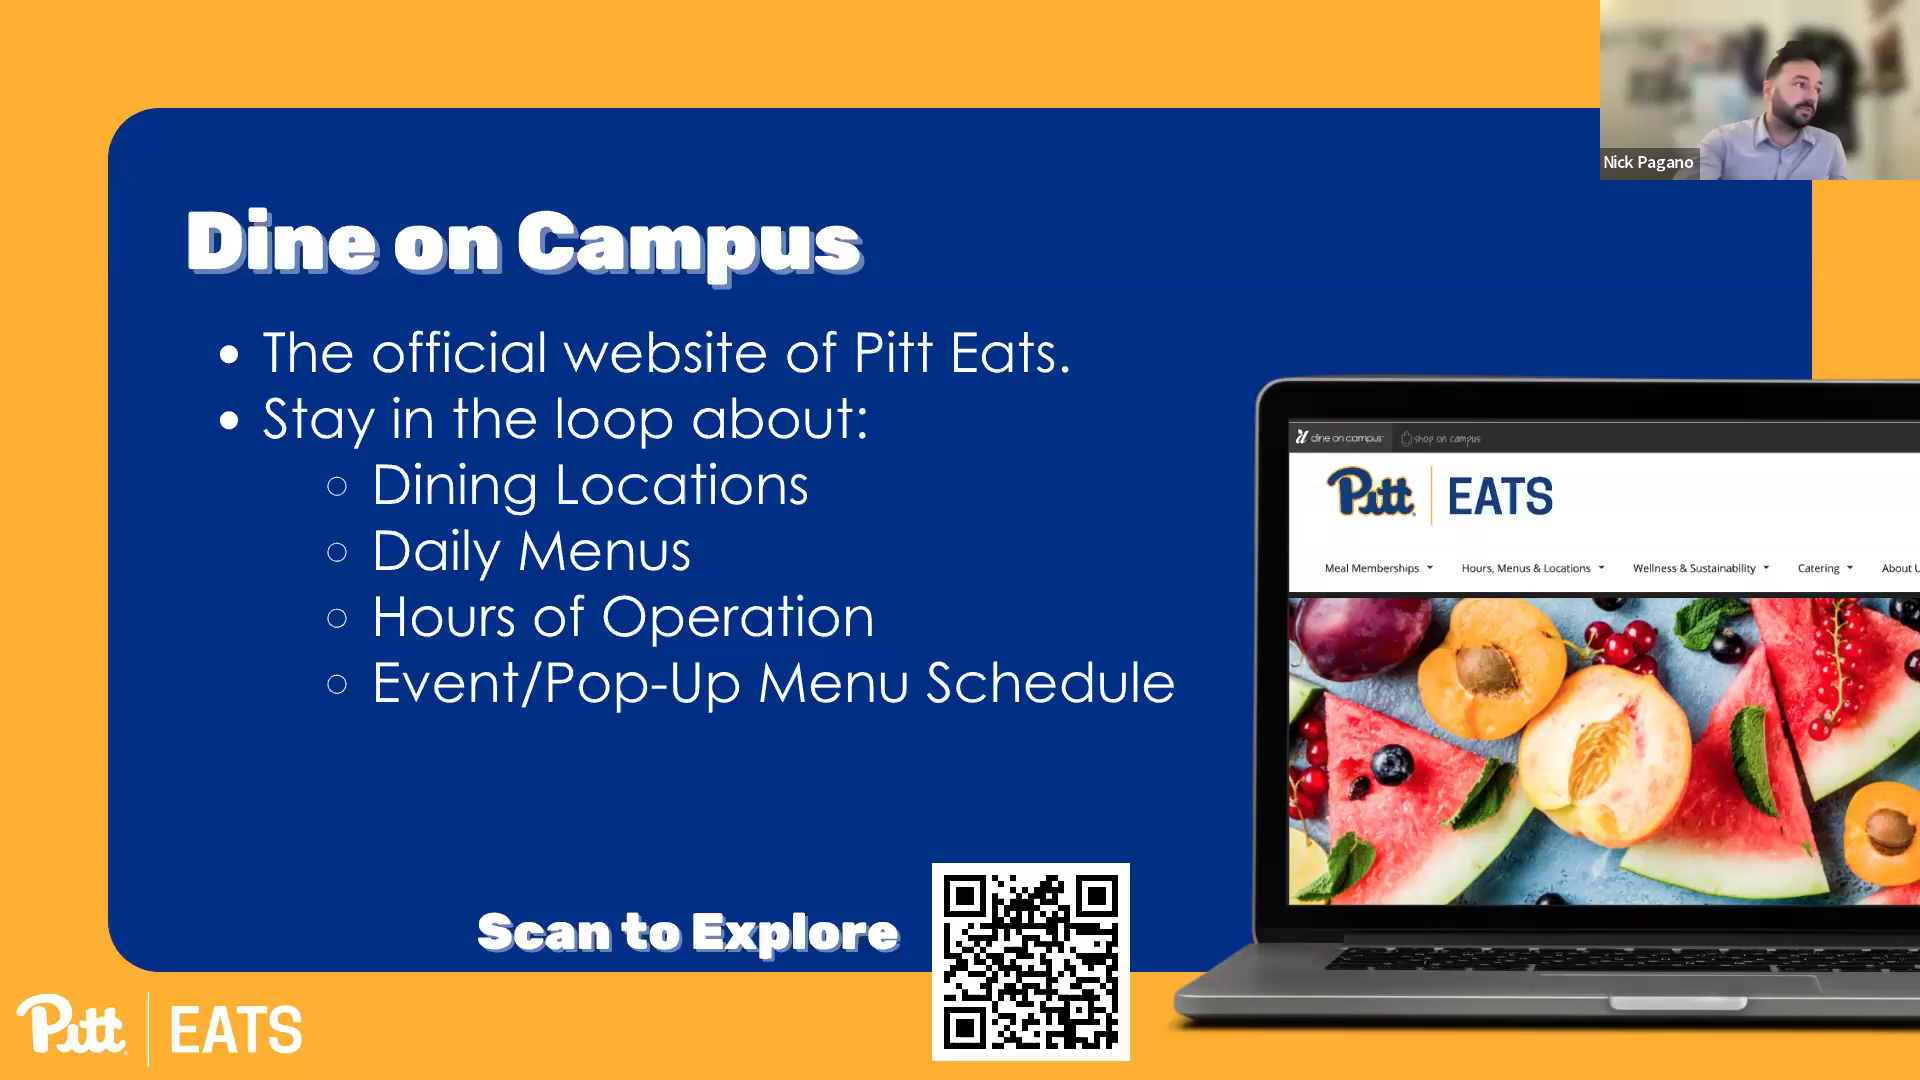 Nick Pagano
Dine on Campus
• The official website of Pitt Eats.
• Stay in the loop about:
○ Dining Locations
○ Daily Menus
○ Hours of Operation
○ Event/Pop-Up Menu Schedule
dine on campus shop on campus
Pitt EATS
Meal Memberships Hours, Menus & Locations Wellness & Sustainability Catering About U
Scan to Explore
Pitt EATS